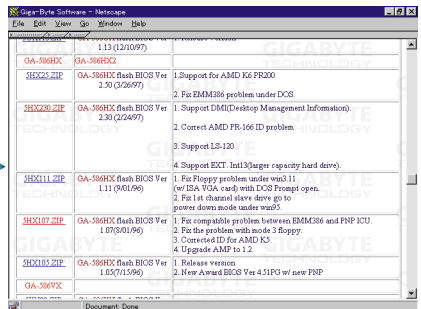 Giga-Byte Software - Netscape
File Edit View Go Window Help
1.13 (12/10/97)
GA-586HX GA-586HX2
5HX25.ZIP GA-586HX flash BIOS Ver 2.50 (3/26/97)
1.Support for AMD K6 PR200
2. Fix EMM386 problem under DOS.
5HX230.ZIP GA-586HX flash BIOS Ver 2.30 (2/24/97)
1. Support DMI(Desktop Management Information).
2. Correct AMD PR-166 ID problem
3. Support LS-120
4. Support EXT. Int13(larger capacity hard drive).
5HX111.ZIP GA-586HX flash BIOS Ver 1.11 (9/01/96)
1. Fix Floppy problem under win3.11
(w/ ISA VGA card) with DOS Prompt open.
2. Fix 1st channel slave drive go to
power down mode under win95.
5HX107.ZIP GA-586HX flash BIOS Ver 1.07(8/01/96)
1. Fix compatible problem between EMM386 and PNP ICU.
2. Fix the problem with mode 3 floppy.
3. Corrected ID for AMD K5.
4. Upgrade AMP to 1.2.
5HX105.ZIP GA-586HX flash BIOS Ver 1.05(7/15/96)
1. Release version
2. New Award BIOS Ver 4.51PG w/ new PNP
GA-586VX
Document: Done
GIGABYTE
TECHNOLOGY